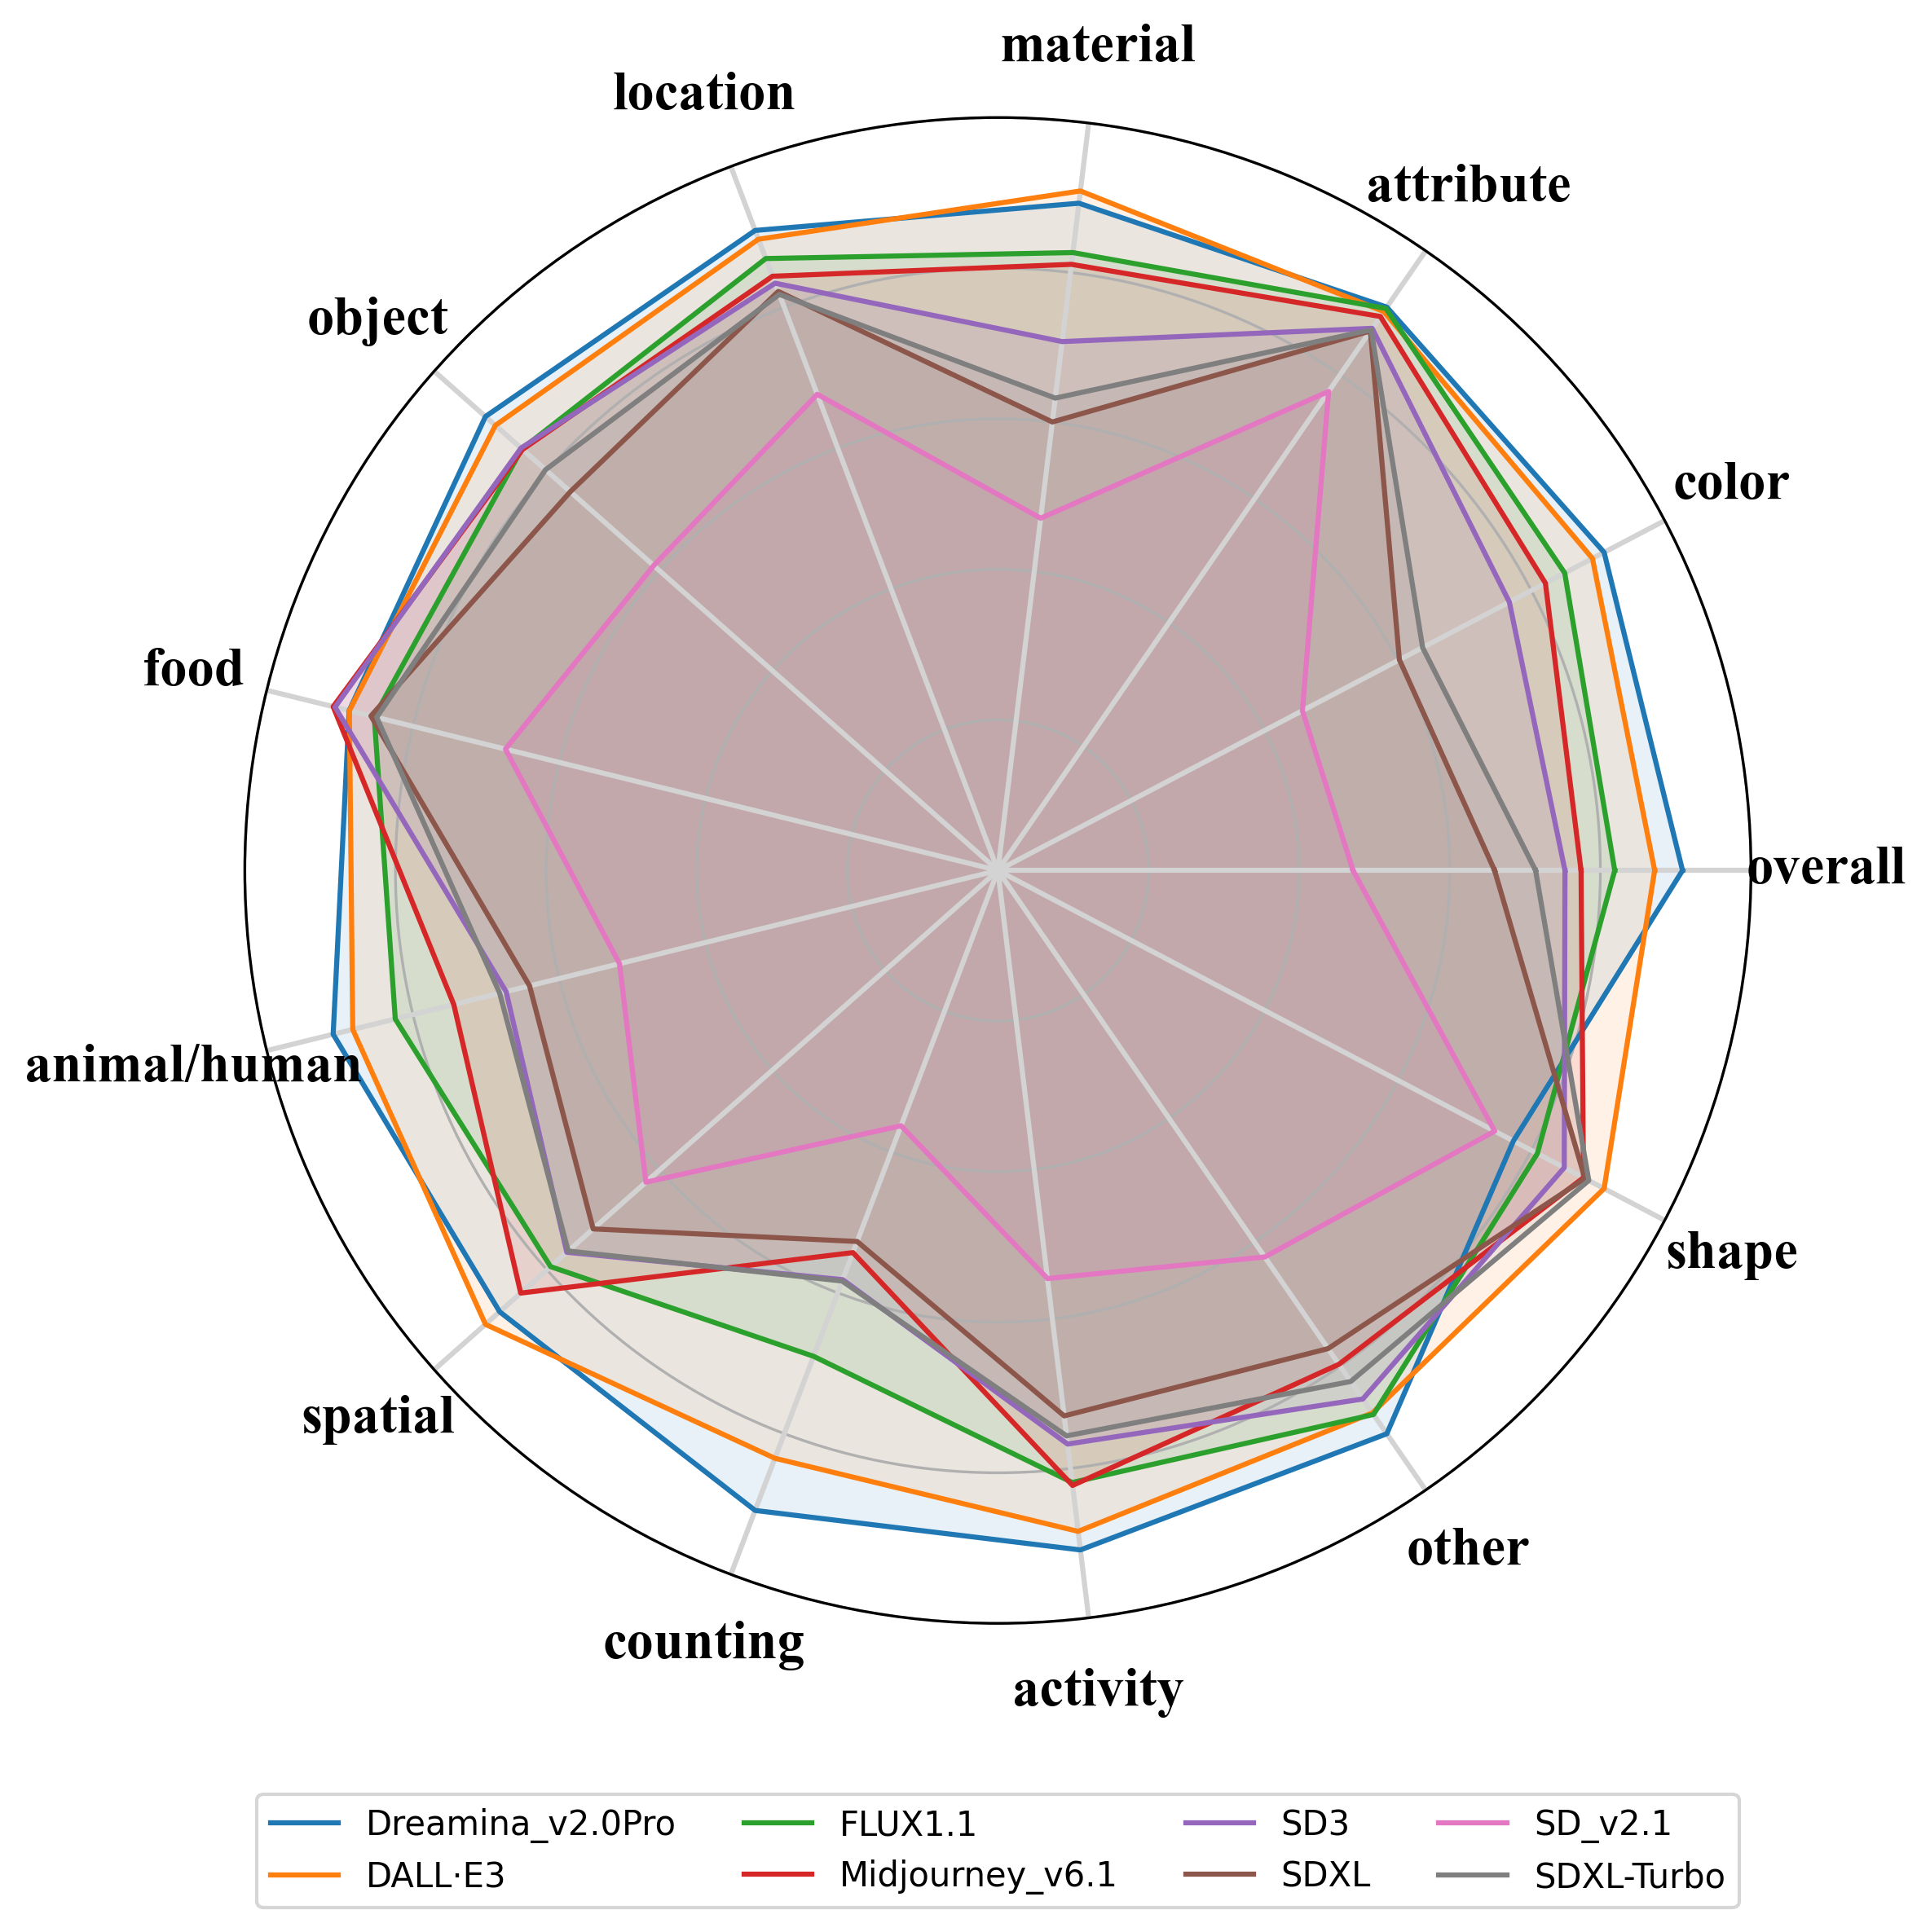 material
location
attribute
object
color
food
overall
animal/human
shape
spatial
other
counting
activity
Dreamina_v2.0Pro
DALL·E3
FLUX1.1
Midjourney_v6.1
SD3
SDXL
SD_v2.1
SDXL-Turbo